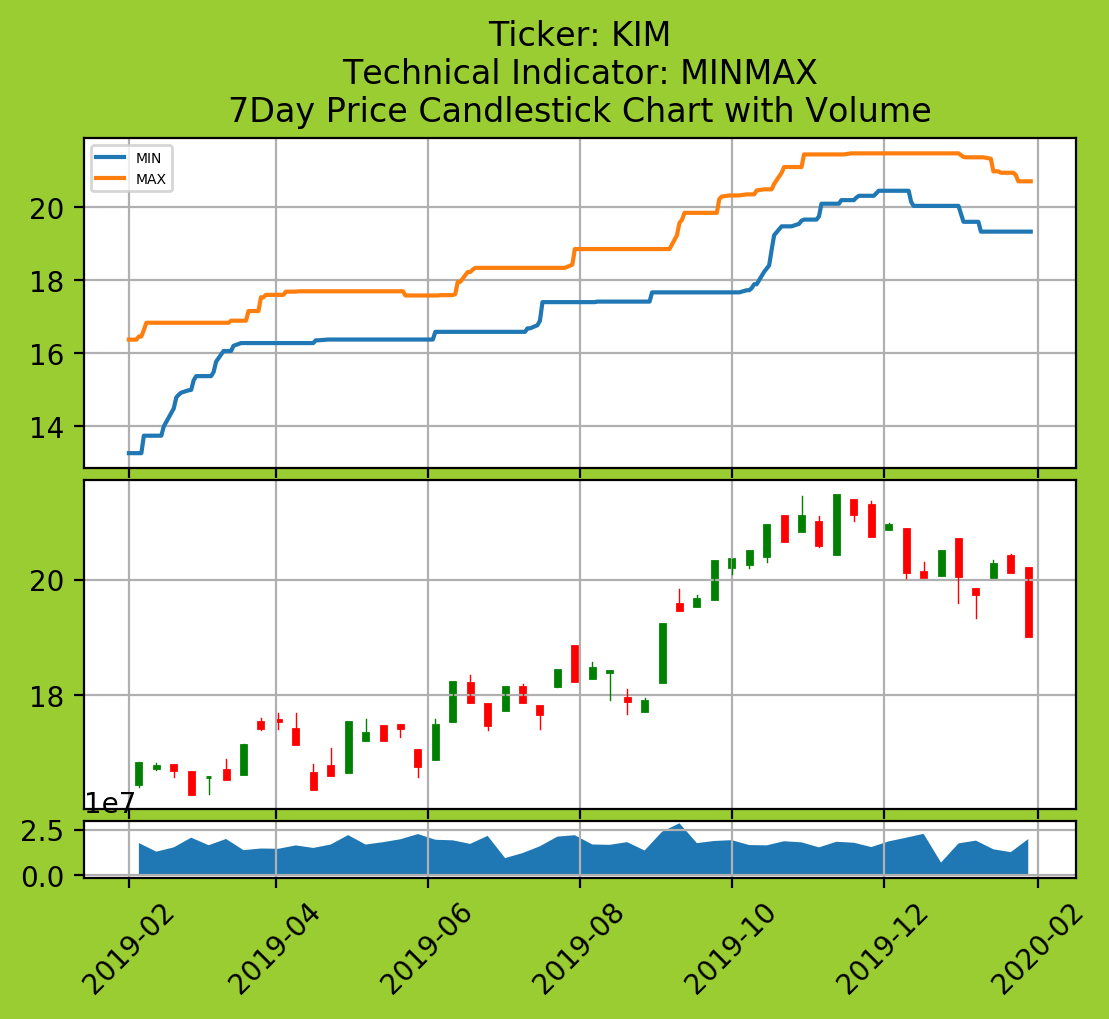 Ticker: KIM
Technical Indicator: MINMAX
7Day Price Candlestick Chart with Volume
MIN
MAX
20
18
16
14
20
18
1e7
2.5
0.0
2019-02
2019-04
2019-06
2019-08
2019-10
2019-12
2020-02